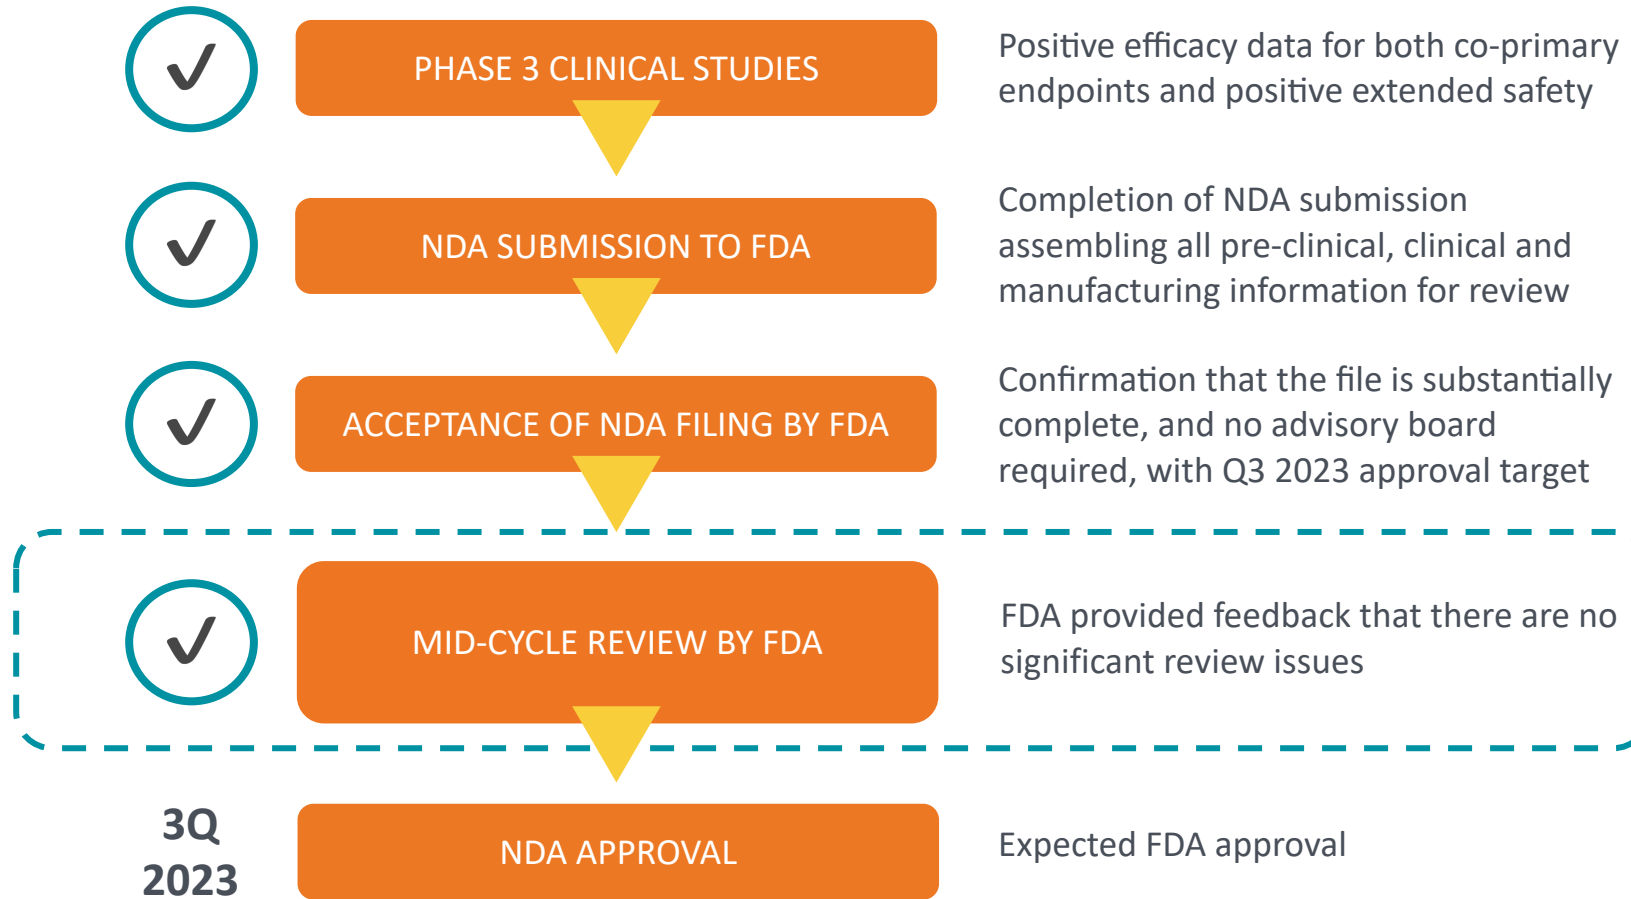 PHASE 3 CLINICAL STUDIES
Positive efficacy data for both co-primary
endpoints and positive extended safety
NDA SUBMISSION TO FDA
Completion of NDA submission
assembling all pre-clinical, clinical and
manufacturing information for review
ACCEPTANCE OF NDA FILING BY FDA
Confirmation that the file is substantially
complete, and no advisory board
required, with Q3 2023 approval target
MID-CYCLE REVIEW BY FDA
FDA provided feedback that there are no
significant review issues
3Q
2023
NDA APPROVAL
Expected FDA approval